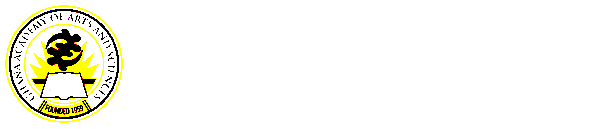 GHANA ACADEMY OF ARTS AND SCIENCES
FOUNDED 1959